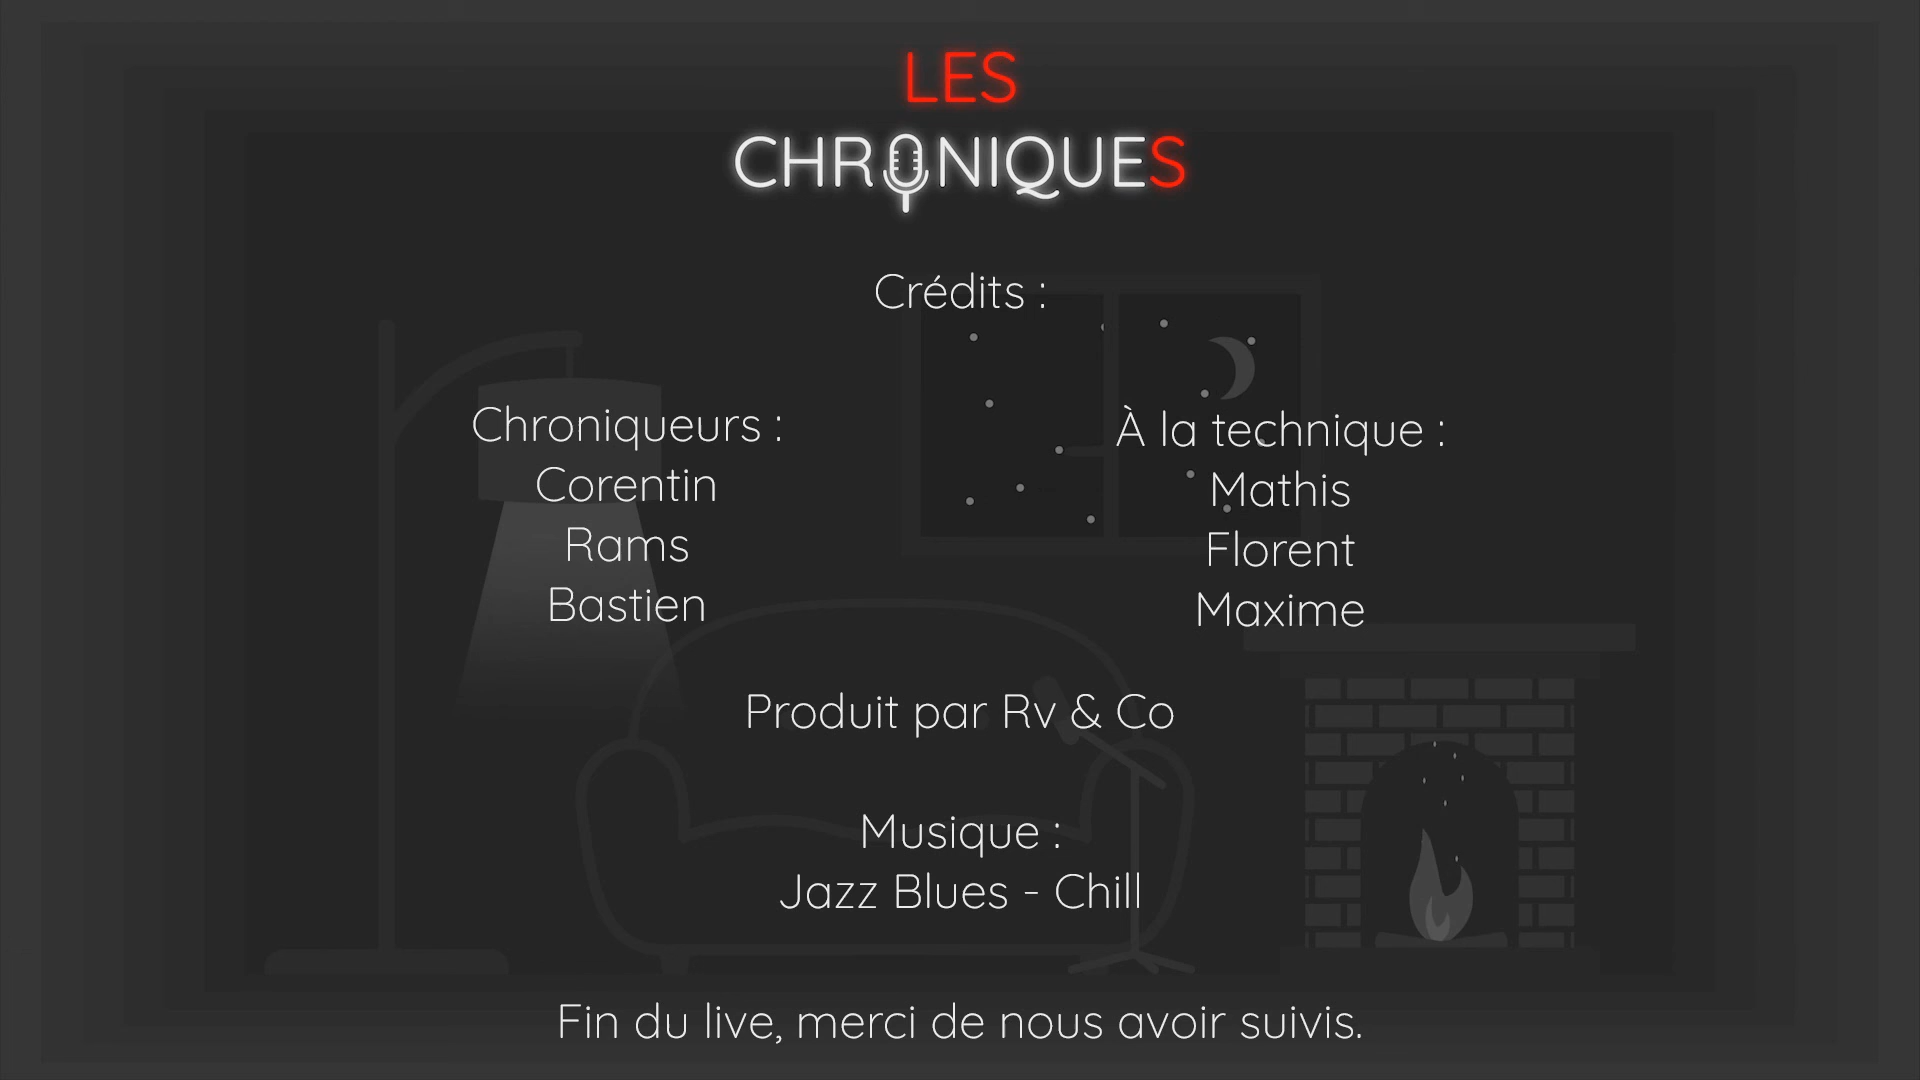 LES
CHRONIQUES
Crédits :
Chroniqueurs :
Corentin
Rams
Bastien
À la technique :
Mathis
Florent
Maxime
Produit par Rv & Co
Musique :
Jazz Blues - Chill
Fin du live, merci de nous avoir suivis.